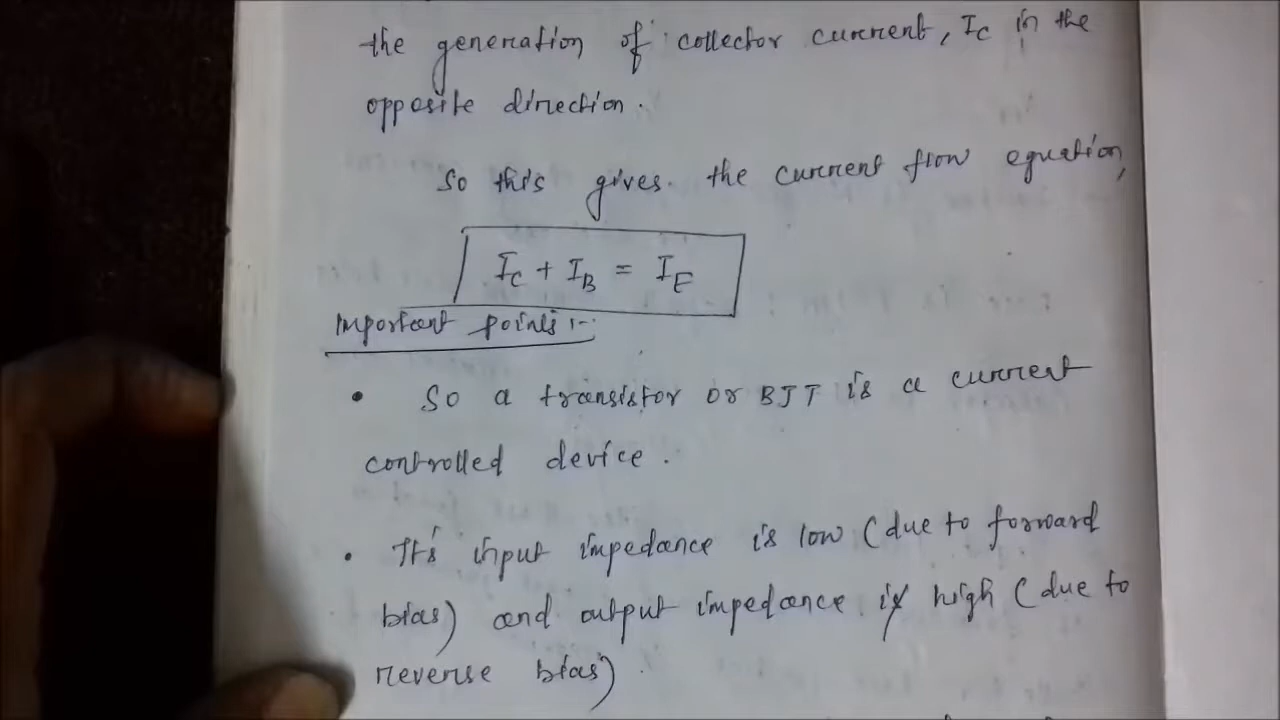 the generation of collector current, Ic in the
opposite direction.
So this gives the current flow equation,
Ic + IB = IE
Important points :-
• So a transistor or BJT is a current
controlled device.
• It's input impedance is low (due to forward
bias) and output impedance is high (due to
reverse bias)